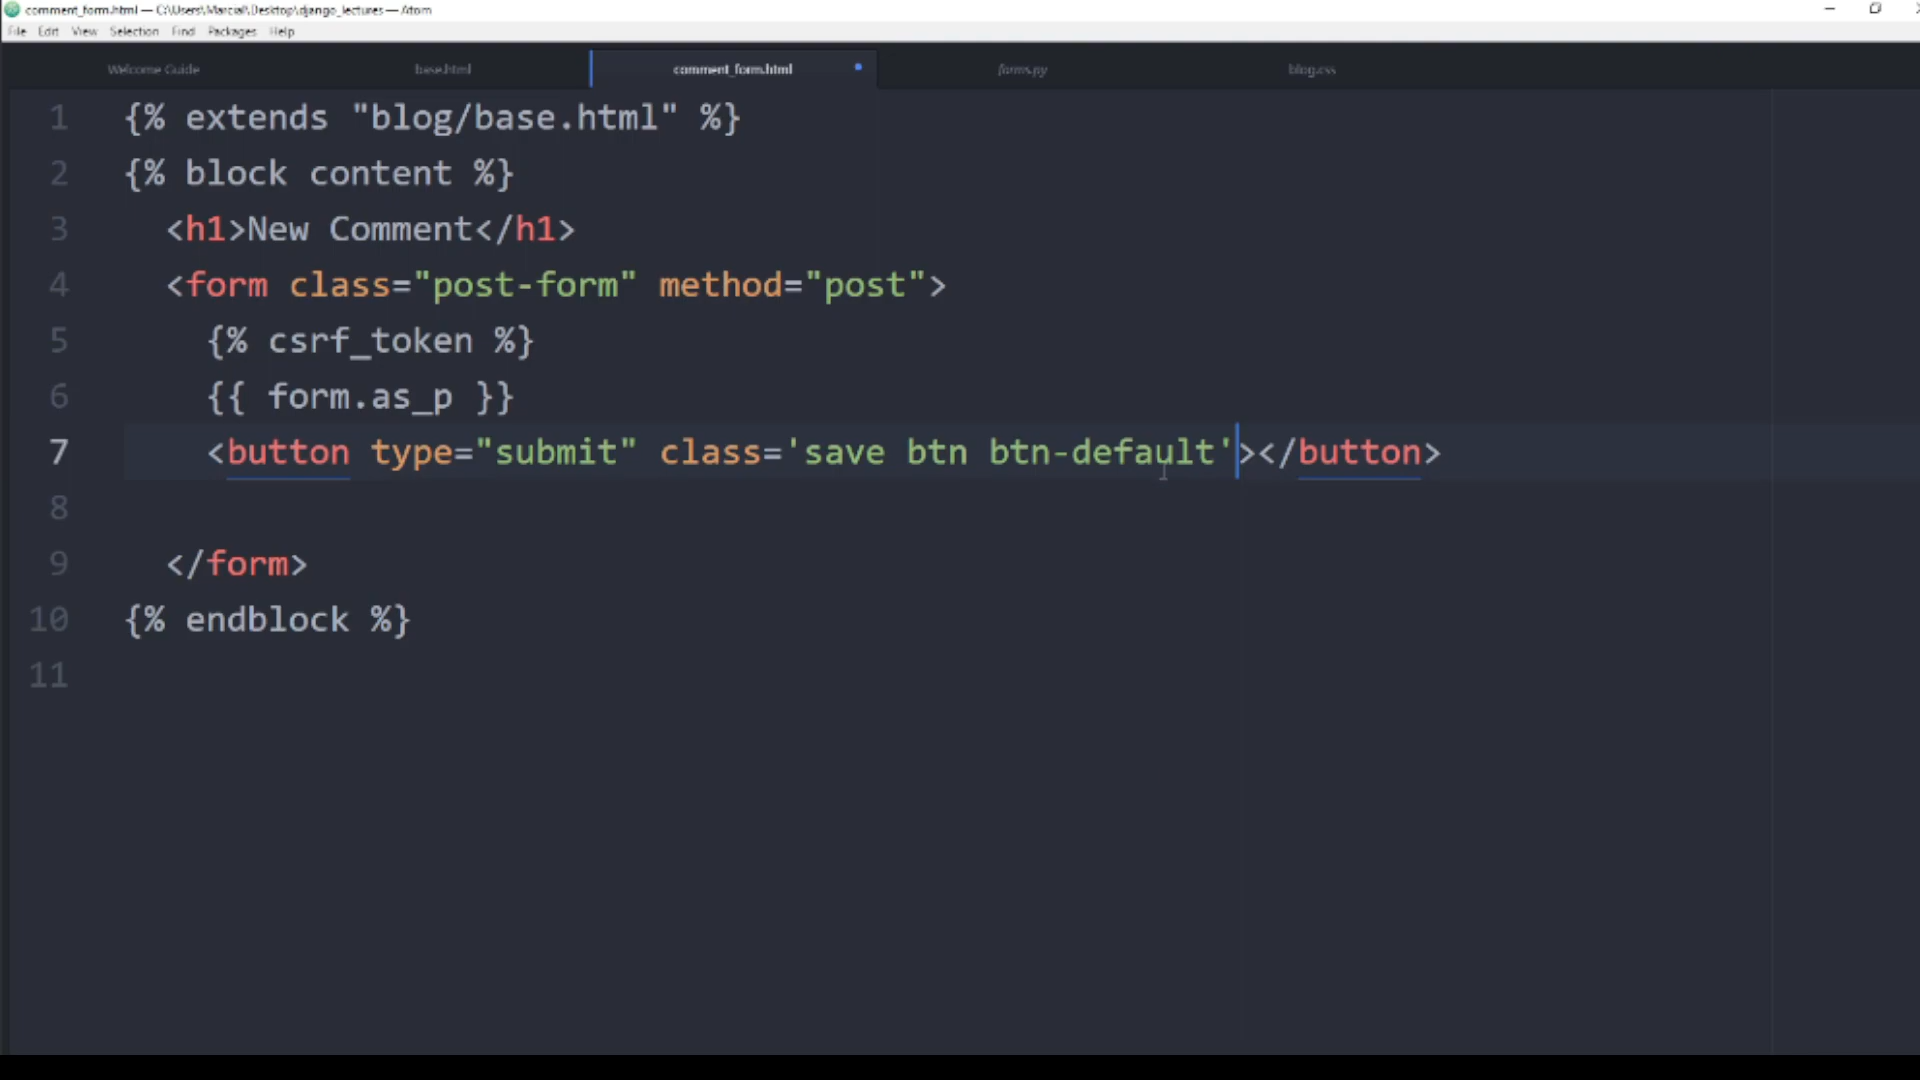 comment_form.html — C:\Users\Marcial\Desktop\django_lectures — Atom
File Edit View Selection Find Packages Help
Welcome Guide base.html comment_form.html forms.py blog.css
1 {% extends "blog/base.html" %}
2 {% block content %}
3 <h1>New Comment</h1>
4 <form class="post-form" method="post">
5 {% csrf_token %}
6 {{ form.as_p }}
7 <button type="submit" class='save btn btn-default'></button>
8
9 </form>
10 {% endblock %}
11